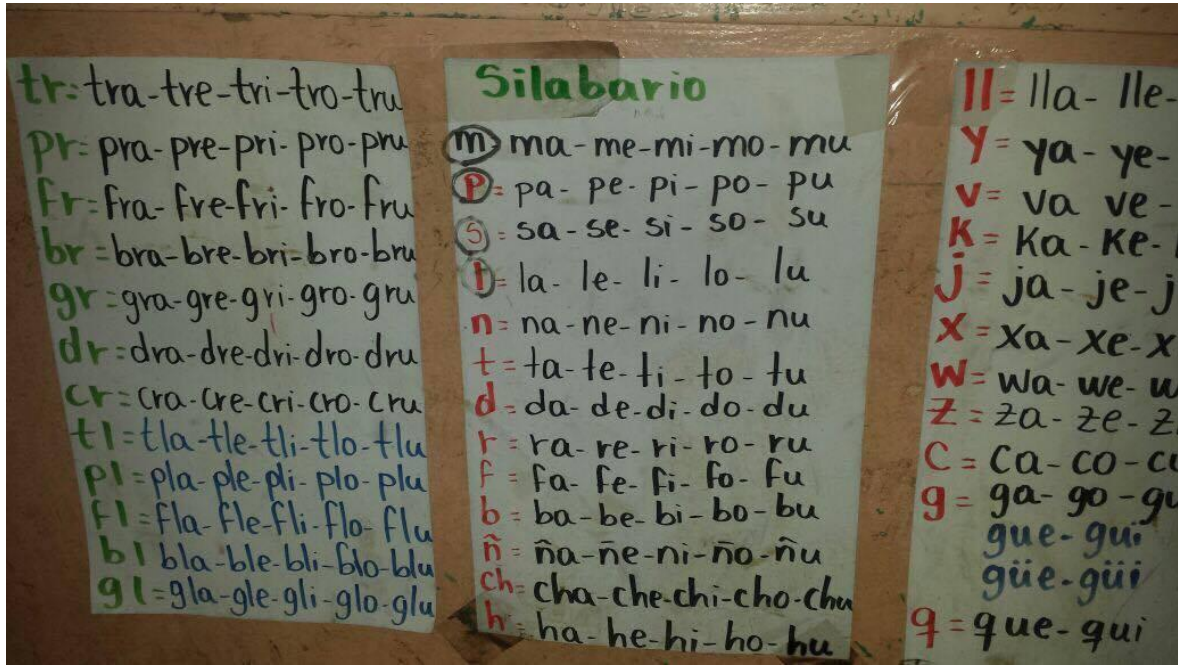 tr=tra-tre-tri-tro-tru
pr=pra-pre-pri-pro-pru
fr=fra-fre-fri-fro-fru
br=bra-bre-bri-bro-bru
gr=gra-gre-gri-gro-gru
dr=dra-dre-dri-dro-dru
cr=cra-cre-cri-cro-cru
tl=tla-tle-tli-tlo-tlu
pl=pla-ple-pli-plo-plu
fl=fla-fle-fli-flo-flu
bl bla-ble-bli-blo-blu
gl=gla-gle-gli-glo-glu
Silabario
m ma-me-mi-mo-mu
p=pa-pe-pi-po-pu
s=sa-se-si-so-su
l=la-le-li-lo-lu
n=na-ne-ni-no-nu
t=ta-te-ti-to-tu
d=da-de-di-do-du
r=ra-re-ri-ro-ru
f=fa-fe-fi-fo-fu
b=ba-be-bi-bo-bu
ñ=ña-ñe-ni-ño-ñu
ch=cha-che-chi-cho-chu
h=ha-he-hi-ho-hu
ll=lla-lle-
y=ya-ye-
v=va ve-
K=Ka-Ke-
j=ja-je-j
x=xa-xe-x
w=wa-we-w
z=za-ze-z
C=ca-co-cu
g=ga-go-gu
gue-gui
güe-güi
q=que-qui